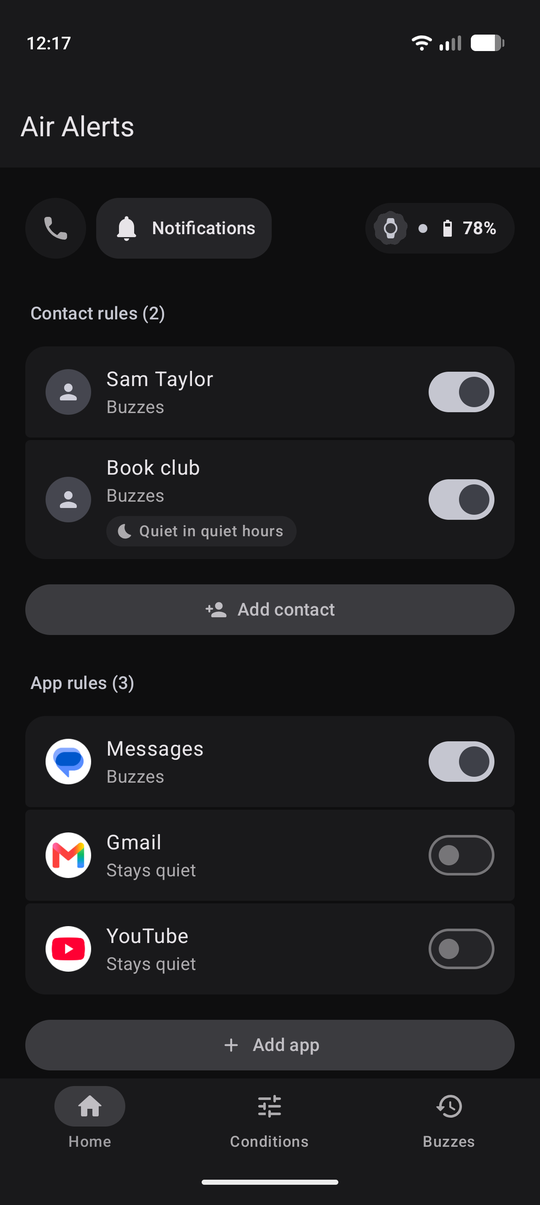 12:17
Air Alerts
Notifications
78%
Contact rules (2)
Sam Taylor
Buzzes
Book club
Buzzes
Quiet in quiet hours
Add contact
App rules (3)
Messages
Buzzes
Gmail
Stays quiet
YouTube
Stays quiet
Add app
Home
Conditions
Buzzes